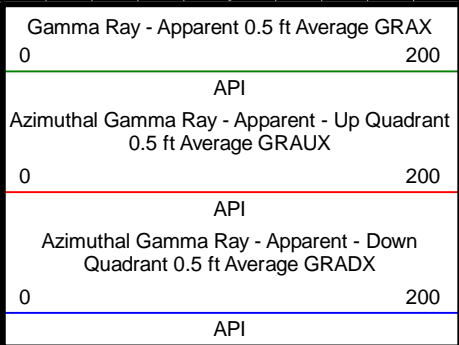 Gamma Ray - Apparent 0.5 ft Average GRAX
0 200
API
Azimuthal Gamma Ray - Apparent - Up Quadrant
0.5 ft Average GRAUX
0 200
API
Azimuthal Gamma Ray - Apparent - Down
Quadrant 0.5 ft Average GRADX
0 200
API